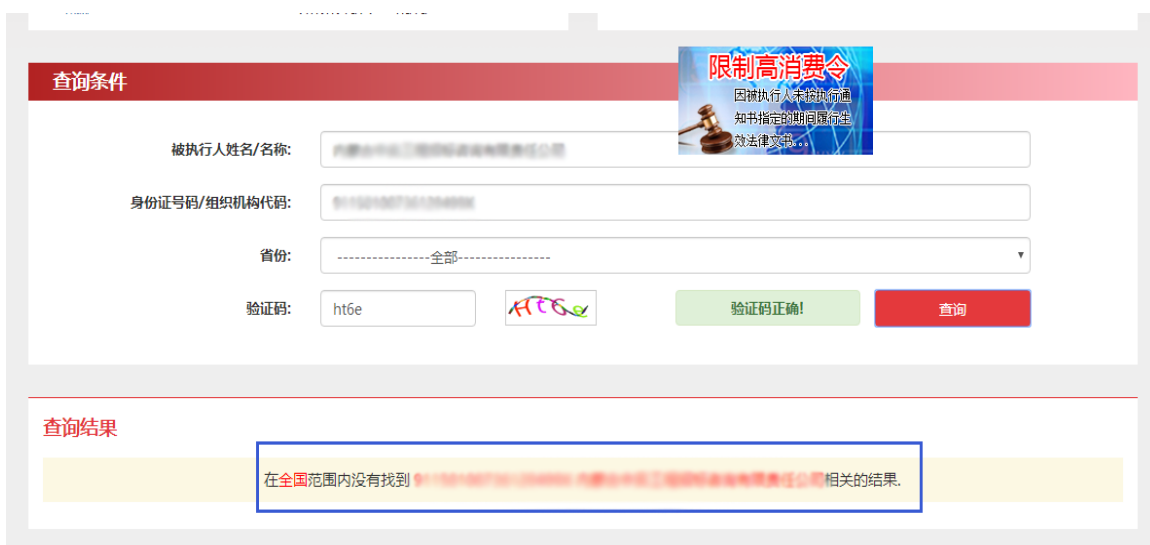 查询条件
限制高消费令
因被执行人未按执行通
知书指定的期间履行生
效法律文书...
被执行人姓名/名称:
身份证号码/组织机构代码:
省份: ----------------全部----------------
验证码: ht6e Ht6e 验证码正确! 查询
查询结果
在全国范围内没有找到 相关的结果.